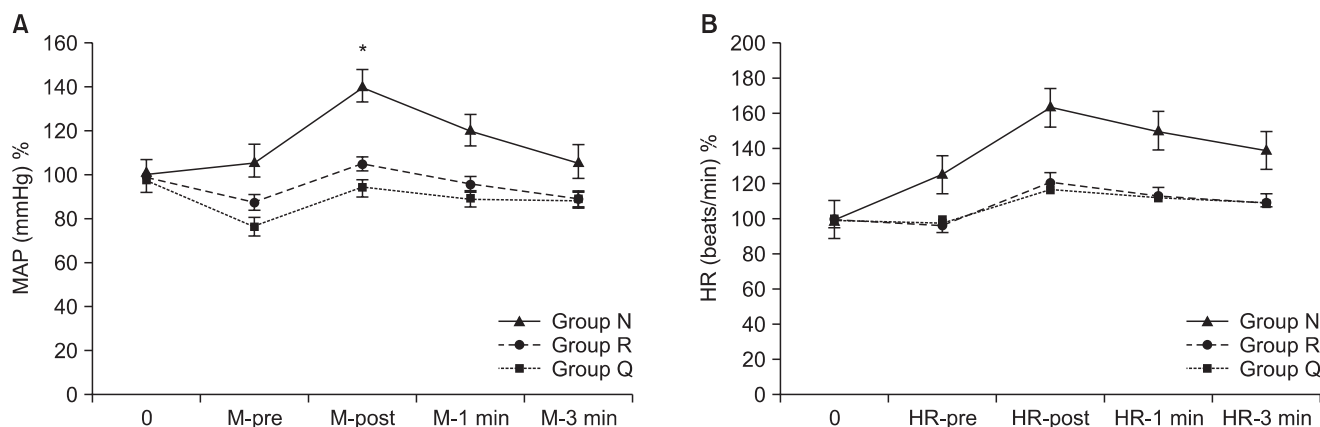 A
160
140
120
100
80
60
40
20
0
MAP (mmHg) %
*
Group N
Group R
Group Q
0 M-pre M-post M-1 min M-3 min
B
200
180
160
140
120
100
80
60
40
20
0
HR (beats/min) %
Group N
Group R
Group Q
0 HR-pre HR-post HR-1 min HR-3 min